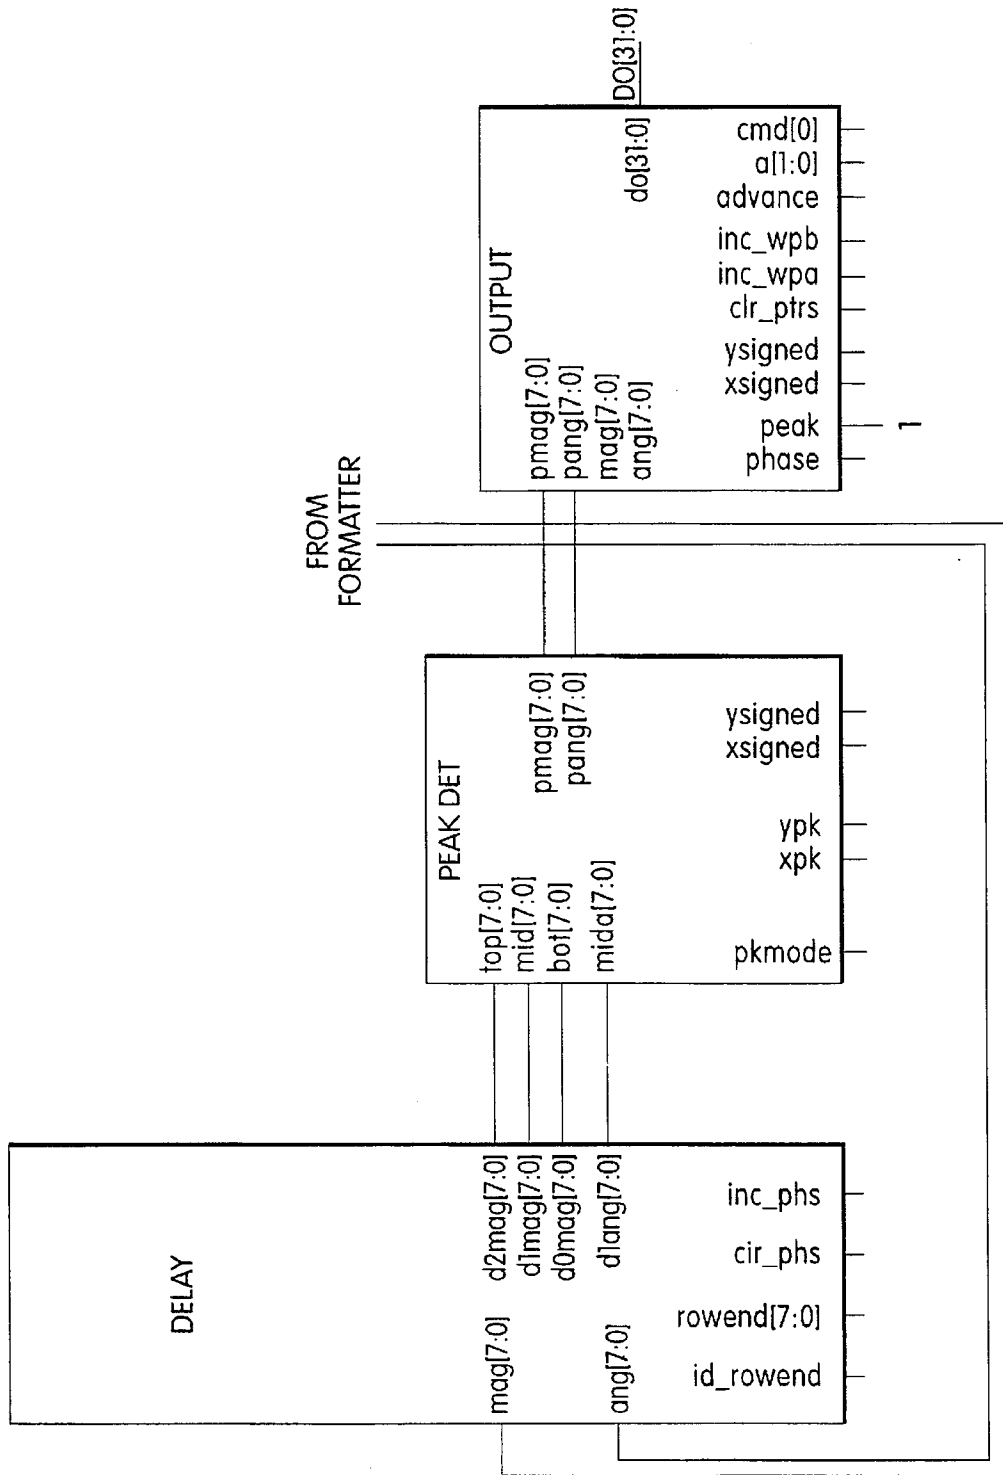 DO[31:0]
OUTPUT
do[31:0]
pmag[7:0]
pang[7:0]
mag[7:0]
ang[7:0]
cmd[0]
a[1:0]
advance
inc_wpb
inc_wpa
clr_ptrs
ysigned
xsigned
peak
1
phase
FROM
FORMATTER
PEAK DET
pmag[7:0]
pang[7:0]
top[7:0]
mid[7:0]
bot[7:0]
mida[7:0]
ysigned
xsigned
ypk
xpk
pkmode
DELAY
d2mag[7:0]
d1mag[7:0]
d0mag[7:0]
d1ang[7:0]
mag[7:0]
ang[7:0]
inc_phs
cir_phs
rowend[7:0]
id_rowend